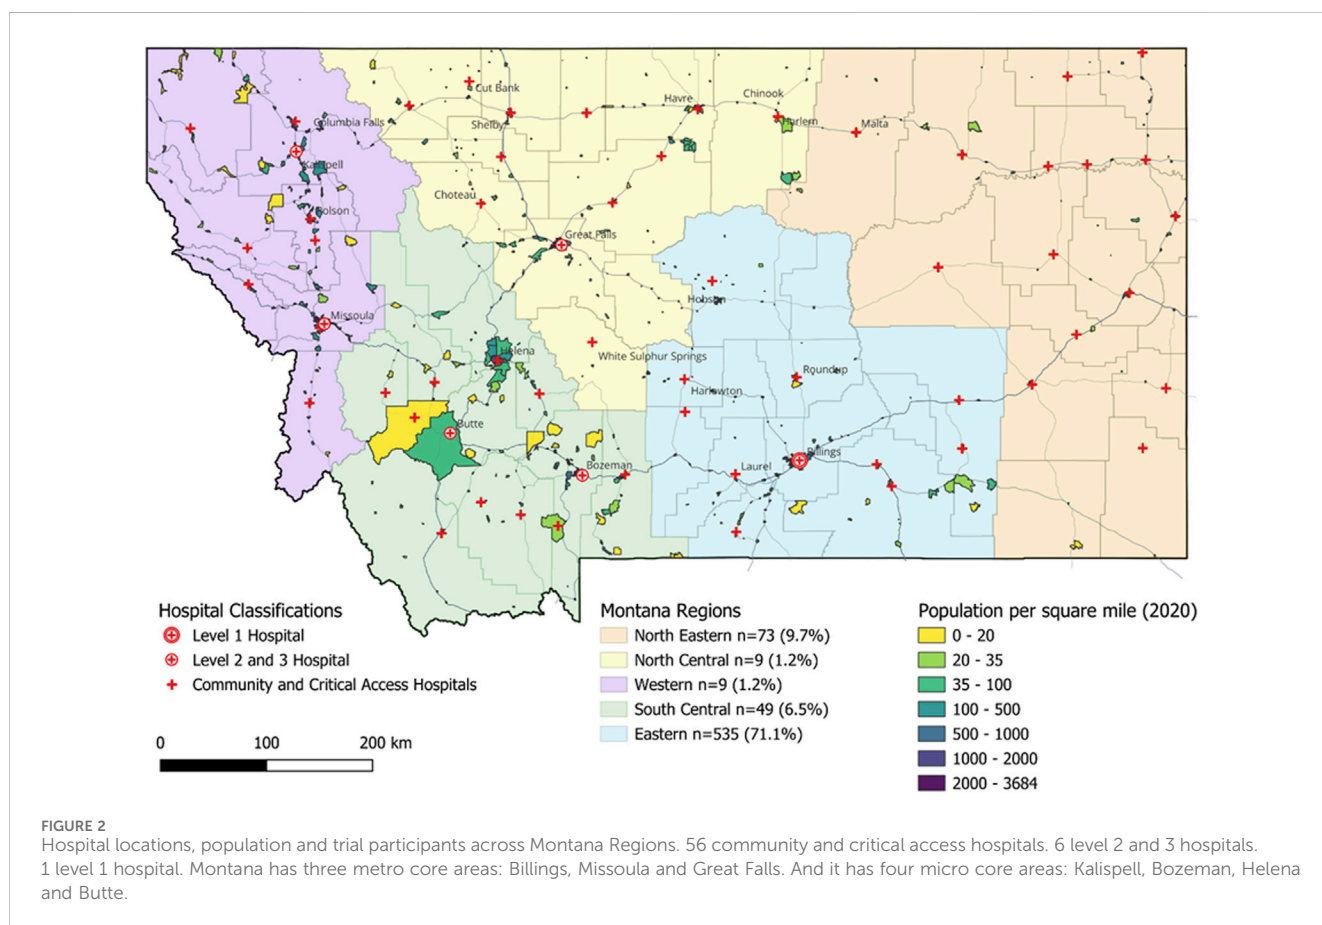 Cut Bank
Havre
Chinook
Columbia Falls
Shelby
Harlem
Malta
Kalispell
Choteau
Polson
Great Falls
Hobson
Missoula
Helena
White Sulphur Springs
Roundup
Harlowton
Butte
Billings
Bozeman
Laurel
Hospital Classifications
Level 1 Hospital
Level 2 and 3 Hospital
Community and Critical Access Hospitals
0 100 200 km
Montana Regions
North Eastern n=73 (9.7%)
North Central n=9 (1.2%)
Western n=9 (1.2%)
South Central n=49 (6.5%)
Eastern n=535 (71.1%)
Population per square mile (2020)
0 - 20
20 - 35
35 - 100
100 - 500
500 - 1000
1000 - 2000
2000 - 3684
FIGURE 2
Hospital locations, population and trial participants across Montana Regions. 56 community and critical access hospitals. 6 level 2 and 3 hospitals.
1 level 1 hospital. Montana has three metro core areas: Billings, Missoula and Great Falls. And it has four micro core areas: Kalispell, Bozeman, Helena
and Butte.